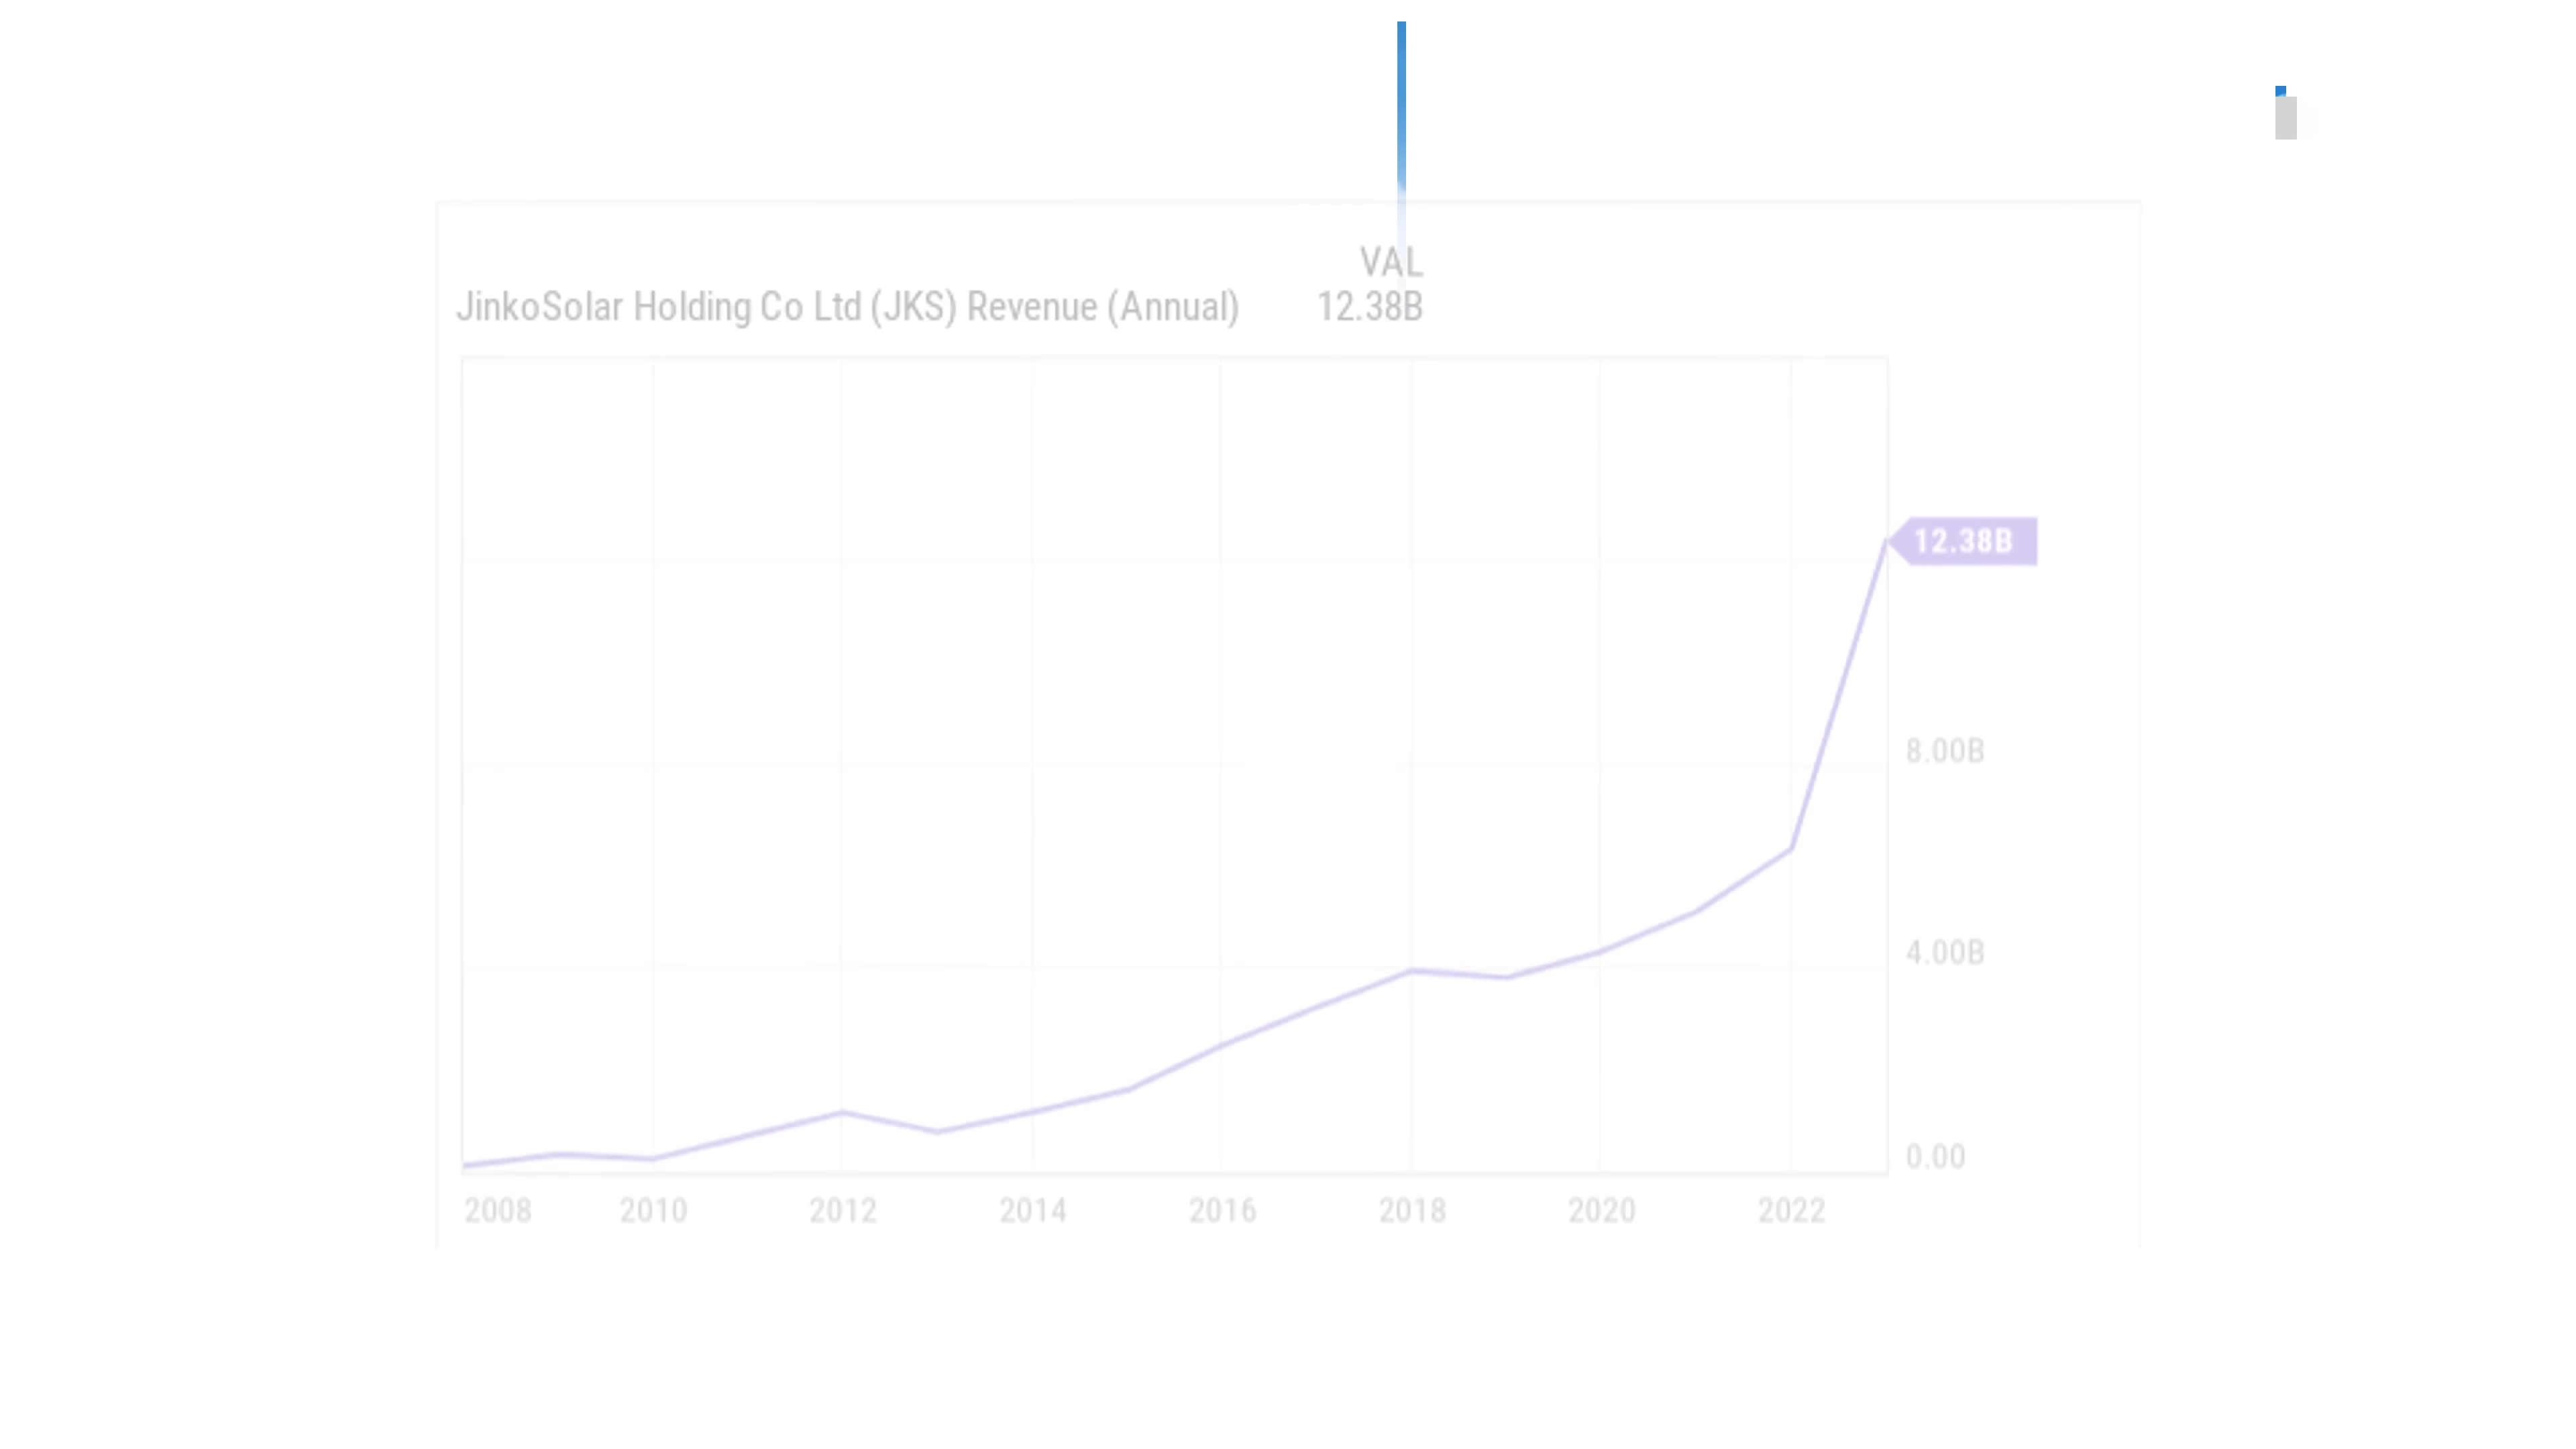 VAL
JinkoSolar Holding Co Ltd (JKS) Revenue (Annual) 12.38B
12.38B
8.00B
4.00B
0.00
2008 2010 2012 2014 2016 2018 2020 2022